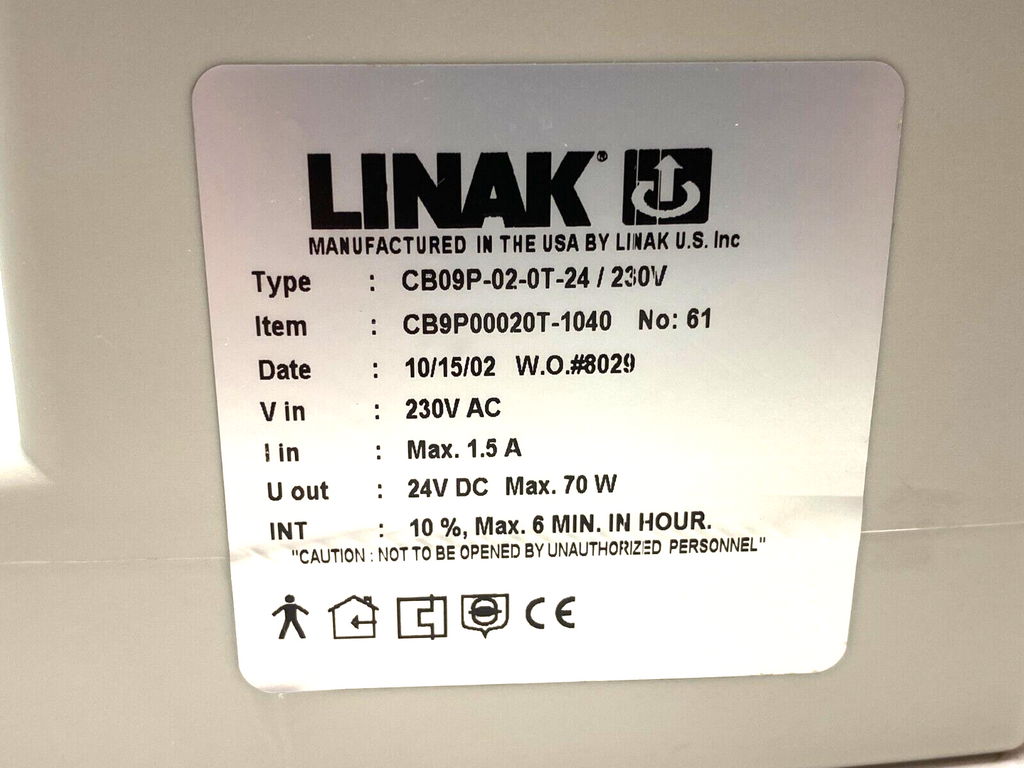 LINAK®
MANUFACTURED IN THE USA BY LINAK U.S. Inc
Type : CB09P-02-0T-24 / 230V
Item : CB9P00020T-1040 No: 61
Date : 10/15/02 W.O.#8029
V in : 230V AC
I in : Max. 1.5 A
U out : 24V DC Max. 70 W
INT : 10 %, Max. 6 MIN. IN HOUR.
"CAUTION : NOT TO BE OPENED BY UNAUTHORIZED PERSONNEL"
CE